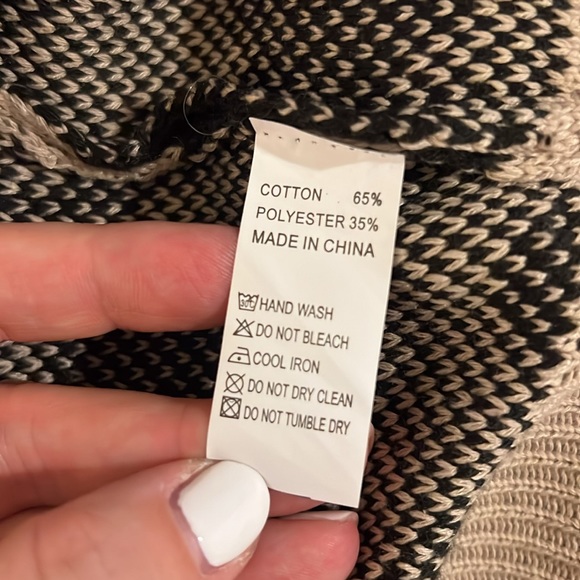 COTTON 65%
POLYESTER 35%
MADE IN CHINA
30°C HAND WASH
DO NOT BLEACH
COOL IRON
DO NOT DRY CLEAN
DO NOT TUMBLE DRY